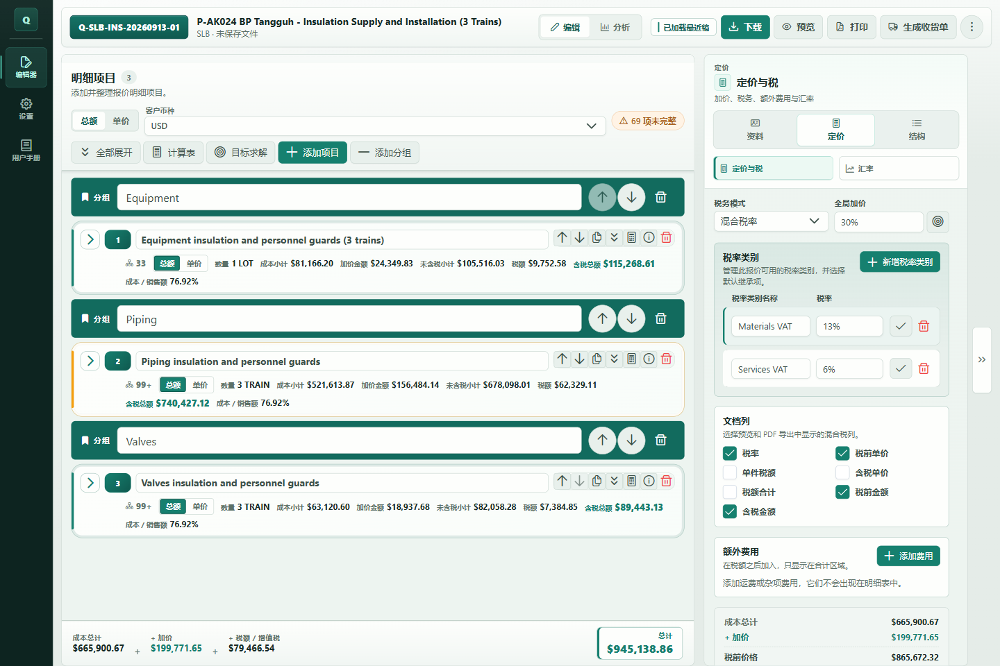 Q
编辑器
设置
用户手册
Q-SLB-INS-20260913-01
P-AK024 BP Tangguh - Insulation Supply and Installation (3 Trains)
SLB · 未保存文件
编辑
分析
已加载最近稿
下载
预览
打印
生成收货单
明细项目 3
添加并整理报价明细项目。
总额 单价
客户币种
USD
69 项未完整
全部展开
计算表
目标求解
添加项目
添加分组
分组 Equipment
1 Equipment insulation and personnel guards (3 trains)
33 总额 单价 数量 1 LOT 成本小计 $81,166.20 加价金额 $24,349.83 未含税小计 $105,516.03 税额 $9,752.58 含税总额 $115,268.61
成本 / 销售额 76.92%
分组 Piping
2 Piping insulation and personnel guards
99+ 总额 单价 数量 3 TRAIN 成本小计 $521,613.87 加价金额 $156,484.14 未含税小计 $678,098.01 税额 $62,329.11
含税总额 $740,427.12 成本 / 销售额 76.92%
分组 Valves
3 Valves insulation and personnel guards
99+ 总额 单价 数量 3 TRAIN 成本小计 $63,120.60 加价金额 $18,937.68 未含税小计 $82,058.28 税额 $7,384.85 含税总额 $89,443.13
成本 / 销售额 76.92%
成本总计
$665,900.67
+
+ 加价
$199,771.65
+
+ 税额 / 增值税
$79,466.54
总计
$945,138.86
定价
定价与税
加价、税务、额外费用与汇率
资料
定价
结构
定价与税
汇率
税务模式
混合税率
全局加价
30%
税率类别
管理此报价可用的税率类别，并选择
默认继承项。
新增税率类别
税率类别名称 税率
Materials VAT 13%
Services VAT 6%
文档列
选择预览和 PDF 导出中显示的混合税列。
税率 税前单价
单件税额 含税单价
税额合计 税前金额
含税金额
额外费用
在税额之后加入，只显示在合计区域。
添加费用
添加运费或杂项费用，它们不会出现在明细表中。
成本总计 $665,900.67
+ 加价 $199,771.65
税前价格 $865,672.32